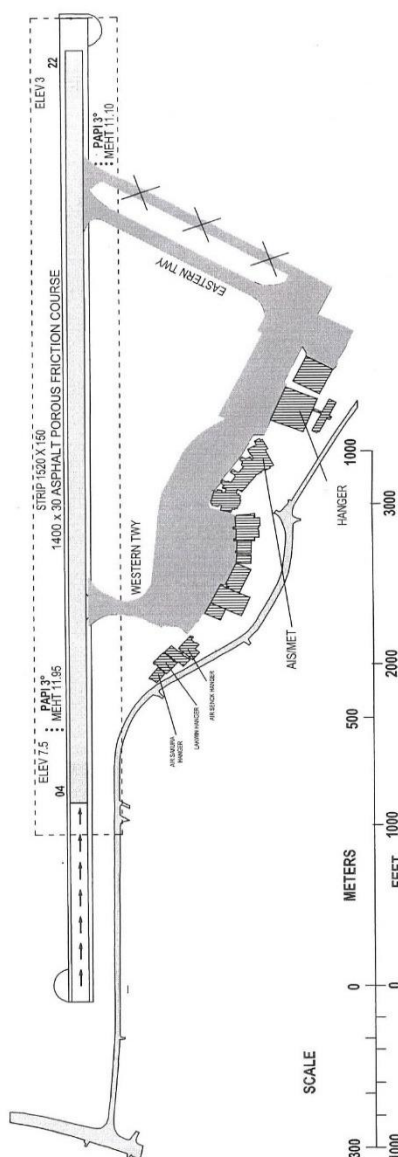 22
ELEV 3
PAPI 3°
MEHT 11.10
STRIP 1520 X 150
1400 x 30 ASPHALT POROUS FRICTION COURSE
EASTERN TWY
WESTERN TWY
ELEV 7.5
PAPI 3°
MEHT 11.95
04
HANGER
AIS/MET
AIR SAKURA
HANGER
LAKWIN HANGER
AIR SENOK HANGER
SCALE
METERS
300 0 500 1000
FEET
1000 0 1000 2000 3000